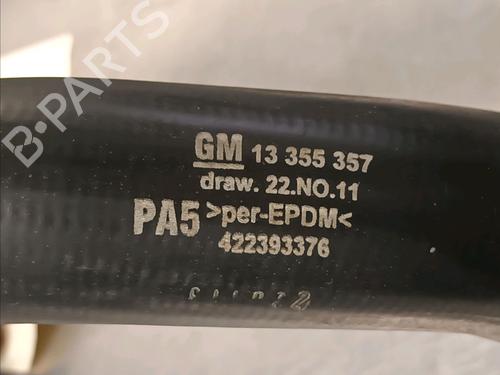 B-PARTS
GM 13 355 357
draw. 22.NO.11
PA5 >per-EPDM<
422393376